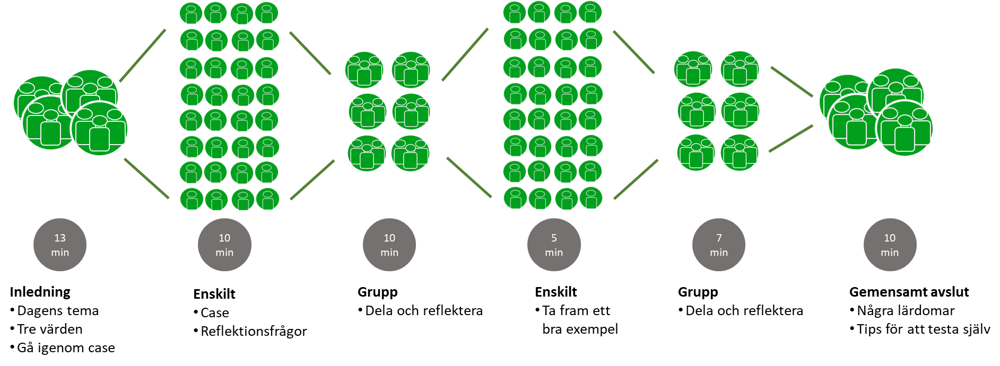 13
min
10
min
10
min
5
min
7
min
10
min
Inledning
• Dagens tema
• Tre värden
• Gå igenom case
Enskilt
• Case
• Reflektionsfrågor
Grupp
• Dela och reflektera
Enskilt
• Ta fram ett
bra exempel
Grupp
• Dela och reflektera
Gemensamt avslut
• Några lärdomar
• Tips för att testa själv